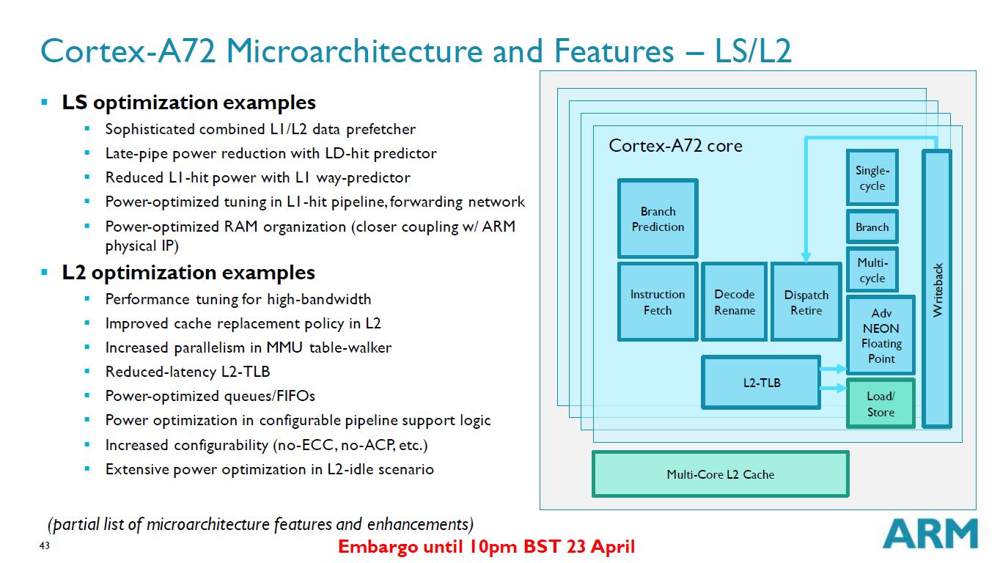 Cortex-A72 Microarchitecture and Features – LS/L2
LS optimization examples
Sophisticated combined L1/L2 data prefetcher
Late-pipe power reduction with LD-hit predictor
Reduced L1-hit power with L1 way-predictor
Power-optimized tuning in L1-hit pipeline, forwarding network
Power-optimized RAM organization (closer coupling w/ ARM
physical IP)
L2 optimization examples
Performance tuning for high-bandwidth
Improved cache replacement policy in L2
Increased parallelism in MMU table-walker
Reduced-latency L2-TLB
Power-optimized queues/FIFOs
Power optimization in configurable pipeline support logic
Increased configurability (no-ECC, no-ACP, etc.)
Extensive power optimization in L2-idle scenario
(partial list of microarchitecture features and enhancements)
Cortex-A72 core
Branch
Prediction
Instruction
Fetch
Decode
Rename
Dispatch
Retire
Single-
cycle
Branch
Multi-
cycle
Adv
NEON
Floating
Point
Load/
Store
Writeback
L2-TLB
Multi-Core L2 Cache
43
Embargo until 10pm BST 23 April
ARM